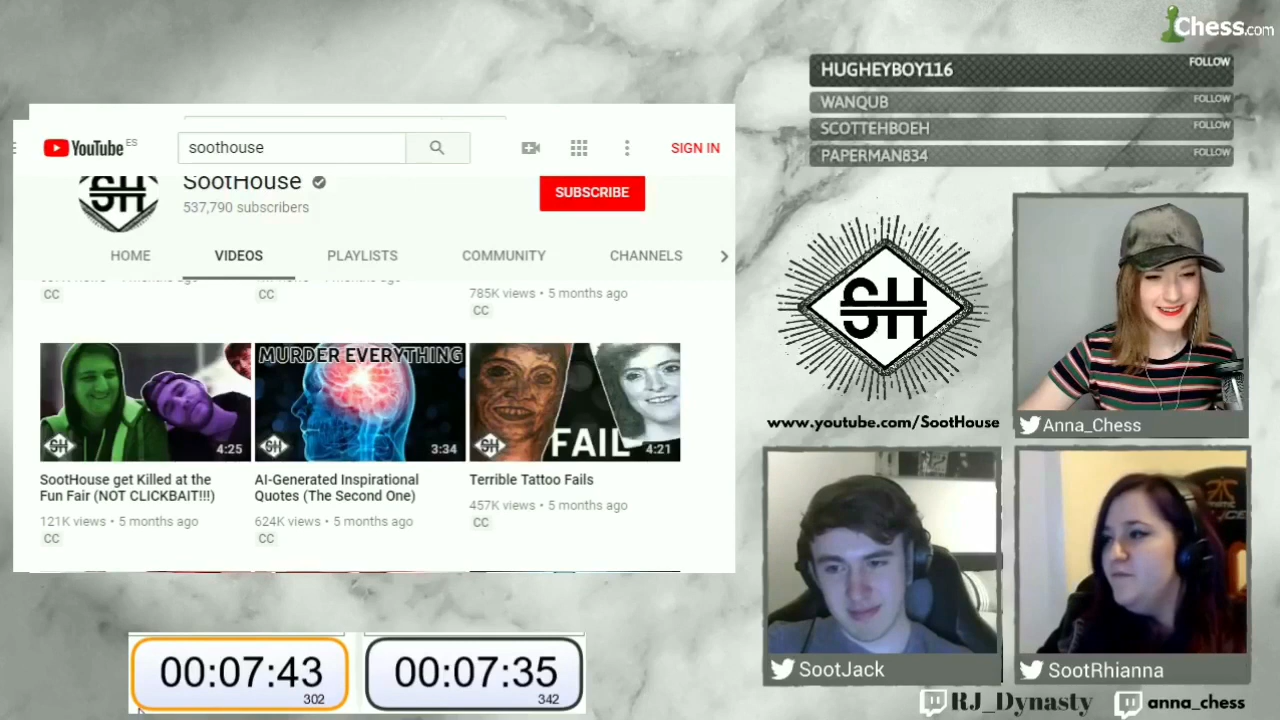 Chess.com
HUGHEYBOY116 FOLLOW
WANQUB FOLLOW
SCOTTEHBOEH FOLLOW
PAPERMAN834 FOLLOW
YouTube ES
soothouse
SIGN IN
SH
SootHouse
537,790 subscribers
SUBSCRIBE
HOME VIDEOS PLAYLISTS COMMUNITY CHANNELS
CC
CC
785K views • 5 months ago
CC
SH
4:25
MURDER EVERYTHING
SH
3:34
SH
FAIL
4:21
SootHouse get Killed at the
Fun Fair (NOT CLICKBAIT!!!)
121K views • 5 months ago
CC
AI-Generated Inspirational
Quotes (The Second One)
624K views • 5 months ago
CC
Terrible Tattoo Fails
457K views • 5 months ago
CC
SH
www.youtube.com/SootHouse
Anna_Chess
SootJack
SootRhianna
00:07:43
302
00:07:35
342
RJ_Dynasty
anna_chess